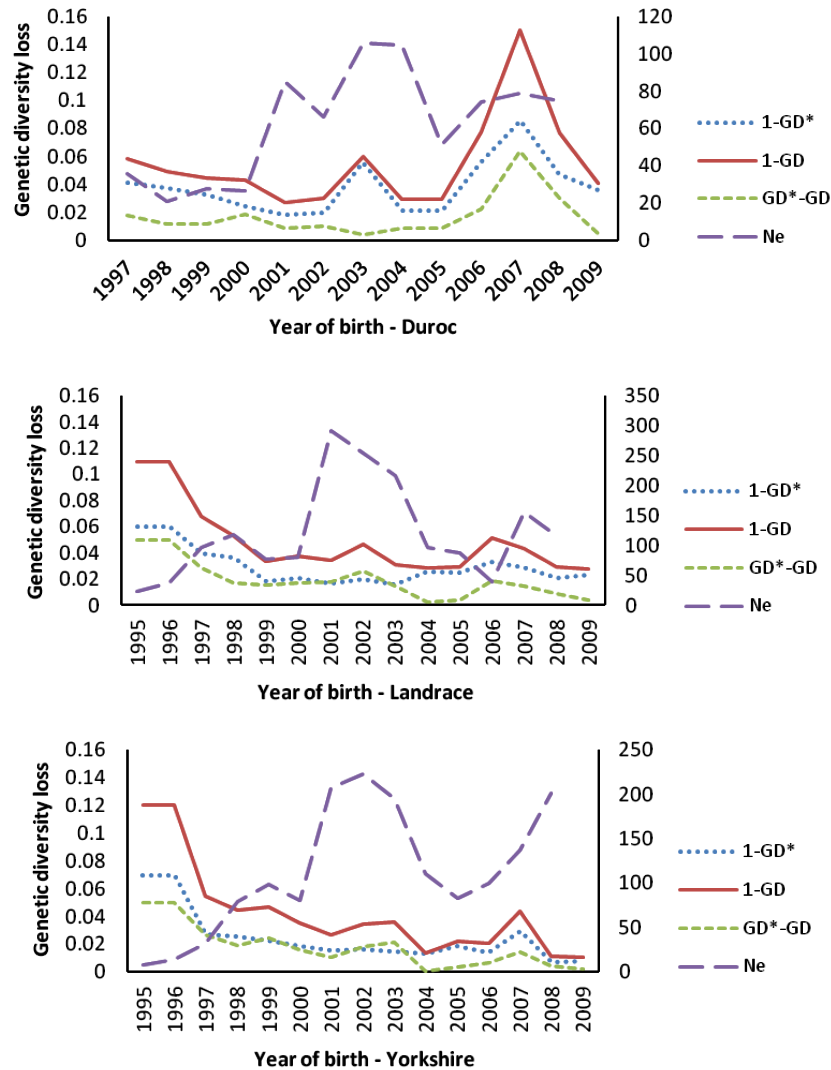 Genetic diversity loss
0.16
0.14
0.12
0.1
0.08
0.06
0.04
0.02
0
120
100
80
60
40
20
0
1997 1998 1999 2000 2001 2002 2003 2004 2005 2006 2007 2008 2009
Year of birth - Duroc
1-GD*
1-GD
GD*-GD
Ne
Genetic diversity loss
0.16
0.14
0.12
0.1
0.08
0.06
0.04
0.02
0
350
300
250
200
150
100
50
0
1995 1996 1997 1998 1999 2000 2001 2002 2003 2004 2005 2006 2007 2008 2009
Year of birth - Landrace
1-GD*
1-GD
GD*-GD
Ne
Genetic diversity loss
0.16
0.14
0.12
0.1
0.08
0.06
0.04
0.02
0
250
200
150
100
50
0
1995 1996 1997 1998 1999 2000 2001 2002 2003 2004 2005 2006 2007 2008 2009
Year of birth - Yorkshire
1-GD*
1-GD
GD*-GD
Ne